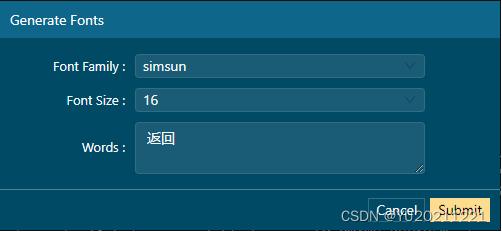 Generate Fonts
Font Family : simsun
Font Size : 16
Words : 返回
Cancel Submit